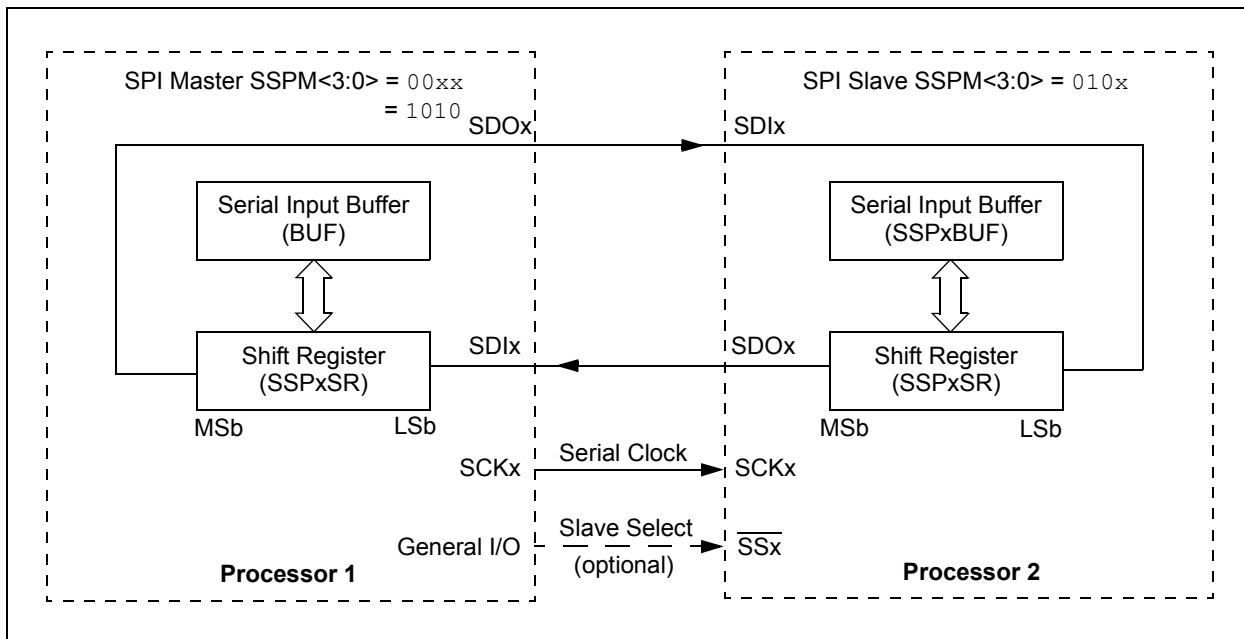 SPI Master SSPM<3:0> = 00xx
= 1010
SPI Slave SSPM<3:0> = 010x
SDOx
SDIx
Serial Input Buffer
(BUF)
Serial Input Buffer
(SSPxBUF)
Shift Register
(SSPxSR)
SDIx
SDOx
Shift Register
(SSPxSR)
MSb
LSb
MSb
LSb
SCKx
Serial Clock
SCKx
General I/O
Slave Select
(optional)
SSx
Processor 1
Processor 2